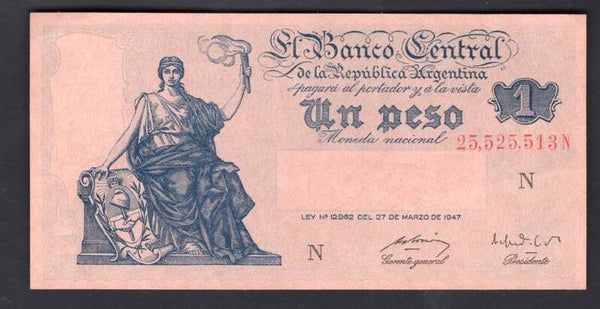 El Banco Central
de la República Argentina
pagará al portador y á la vista
1
Un peso
Moneda nacional
25,525,513 N
N
LEY Nº 12.962 DEL 27 DE MARZO DE 1947
N
Gerente general
Presidente